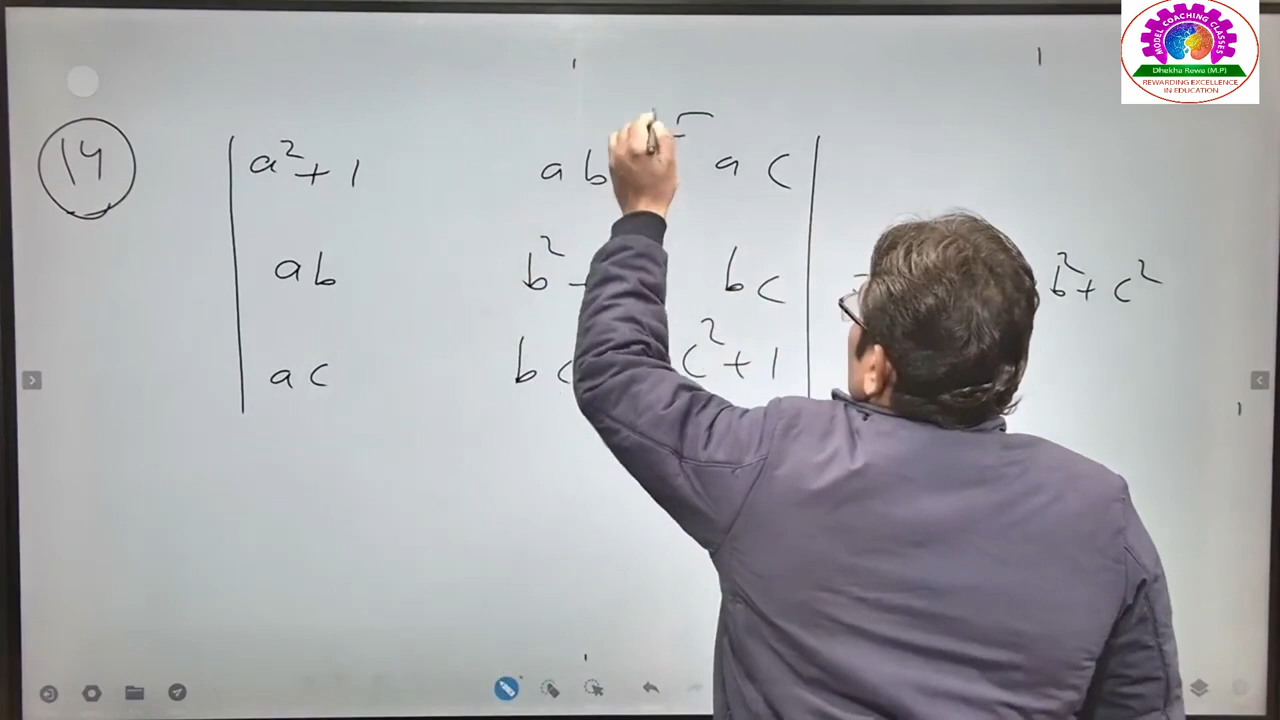 MODEL COACHING CLASSES
Dhekha Rewa (M.P)
REWARDING EXCELLENCE
IN EDUCATION
14
a²+1 ab ac
ab b² bc b²+c²
ac bc c²+1